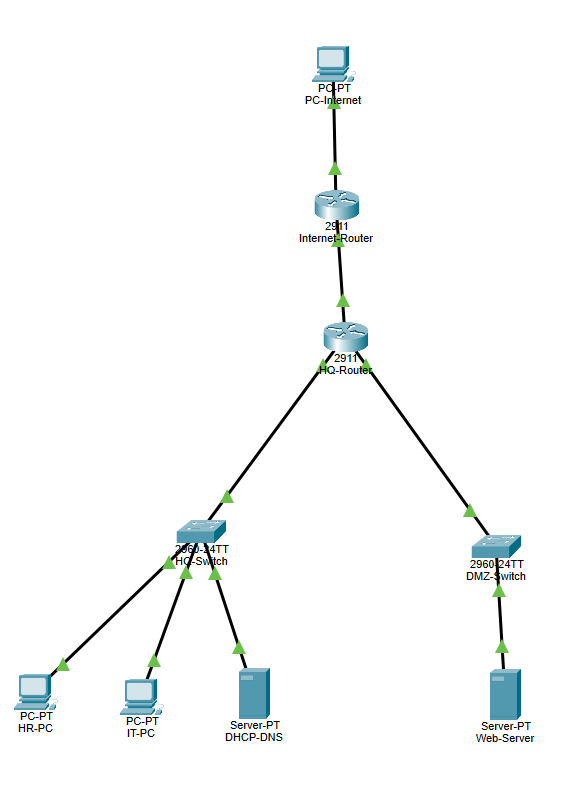 PC-PT
PC-Internet
2911
Internet-Router
2911
HQ-Router
2960-24TT
HQ-Switch
2960-24TT
DMZ-Switch
PC-PT
HR-PC
PC-PT
IT-PC
Server-PT
DHCP-DNS
Server-PT
Web-Server